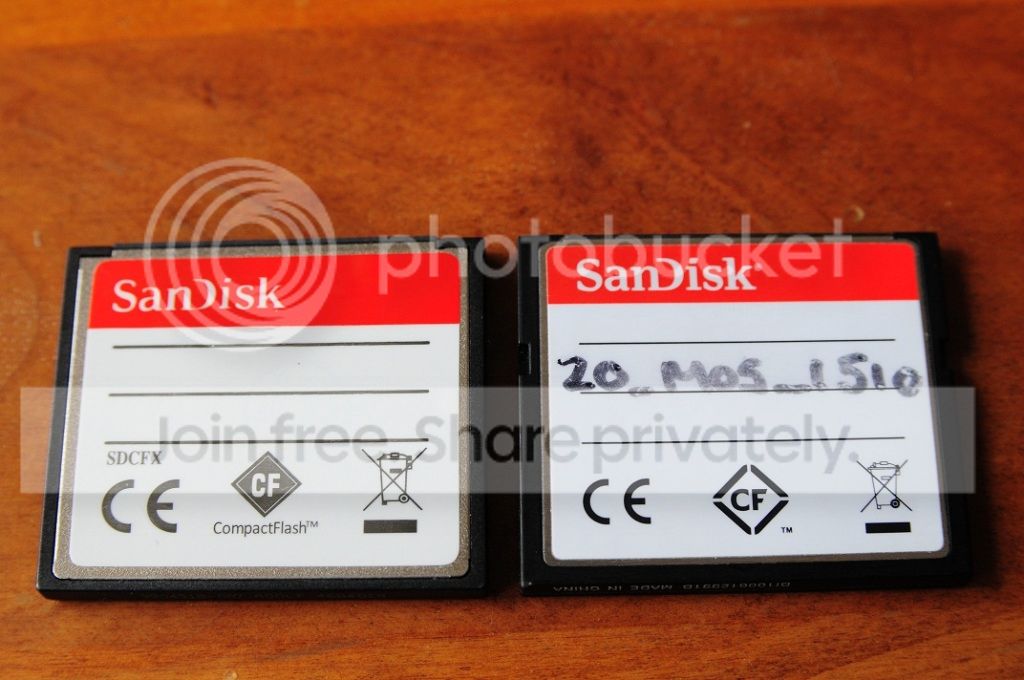 photobucket
SanDisk
SDCFX
CE
CF
CompactFlash™
SanDisk®
20_MOS_1510
CE
CF
™
MADE IN CHINA
Join free. Share privately.